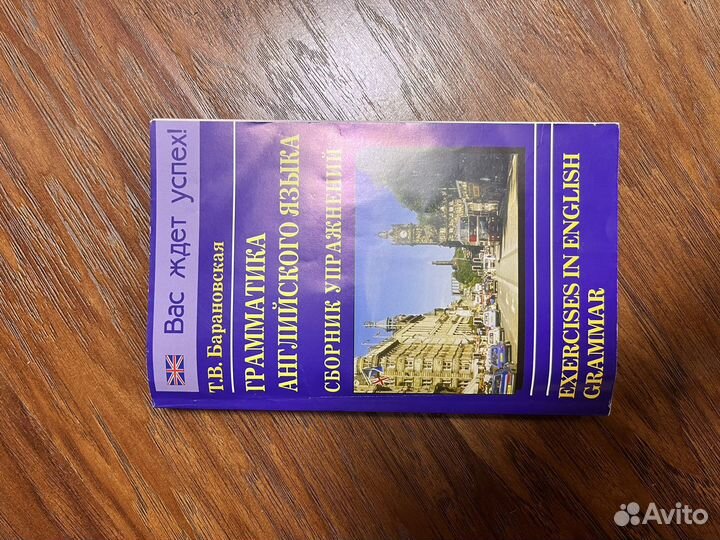 Вас ждет успех!
Т.В. Барановская
ГРАММАТИКА
АНГЛИЙСКОГО ЯЗЫКА
СБОРНИК УПРАЖНЕНИЙ
EXERCISES IN ENGLISH
GRAMMAR
Avito